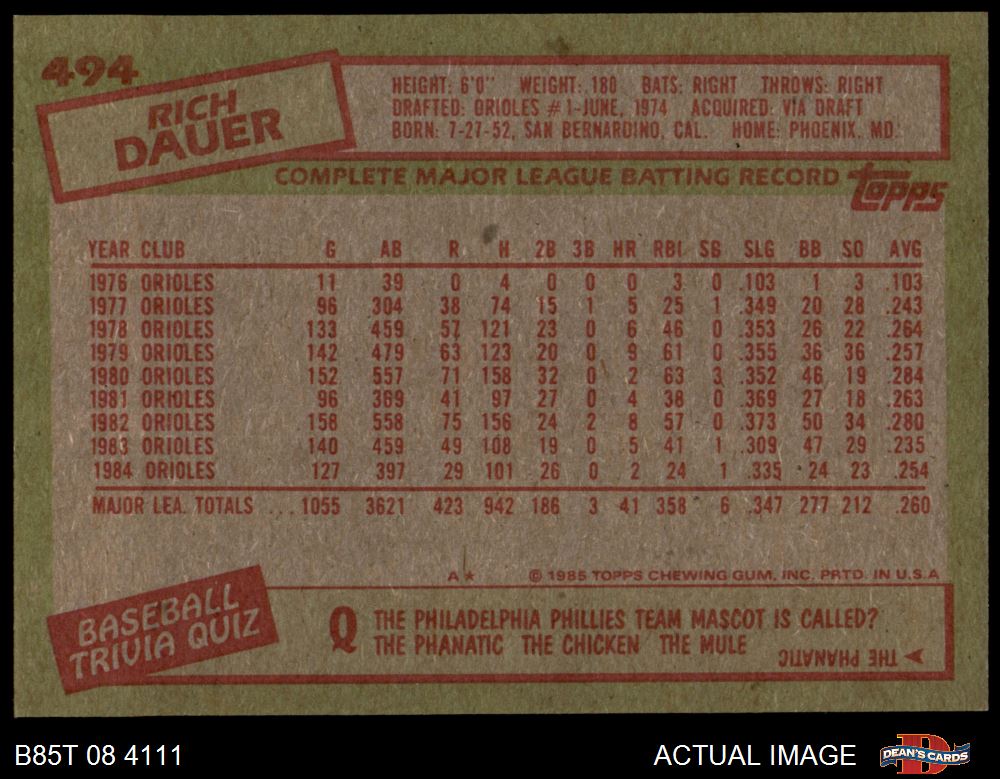 494
RICH
DAUER
HEIGHT: 6'0" WEIGHT: 180 BATS: RIGHT THROWS: RIGHT
DRAFTED: ORIOLES #1-JUNE, 1974 ACQUIRED: VIA DRAFT
BORN: 7-27-52, SAN BERNARDINO, CAL. HOME: PHOENIX, MD.
COMPLETE MAJOR LEAGUE BATTING RECORD topps
YEAR CLUB G AB R H 2B 3B HR RBI SB SLG BB SO AVG
1976 ORIOLES 11 39 0 4 0 0 0 3 0 .103 1 3 .103
1977 ORIOLES 96 304 38 74 15 1 5 25 1 .349 20 28 .243
1978 ORIOLES 133 459 57 121 23 0 6 46 0 .353 26 22 .264
1979 ORIOLES 142 479 63 123 20 0 9 61 0 .355 36 36 .257
1980 ORIOLES 152 557 71 158 32 0 2 63 3 .352 46 19 .284
1981 ORIOLES 96 369 41 97 27 0 4 38 0 .369 27 18 .263
1982 ORIOLES 158 558 75 156 24 2 8 57 0 .373 50 34 .280
1983 ORIOLES 140 459 49 108 19 0 5 41 1 .309 47 29 .235
1984 ORIOLES 127 397 29 101 26 0 2 24 1 .335 24 23 .254
MAJOR LEA. TOTALS ... 1055 3621 423 942 186 3 41 358 6 .347 277 212 .260
A★ © 1985 TOPPS CHEWING GUM, INC. PRTD. IN U.S.A
BASEBALL
TRIVIA QUIZ
Q THE PHILADELPHIA PHILLIES TEAM MASCOT IS CALLED?
THE PHANATIC THE CHICKEN THE MULE
THE PHANATIC
B85T 08 4111 ACTUAL IMAGE DEAN'S CARDS